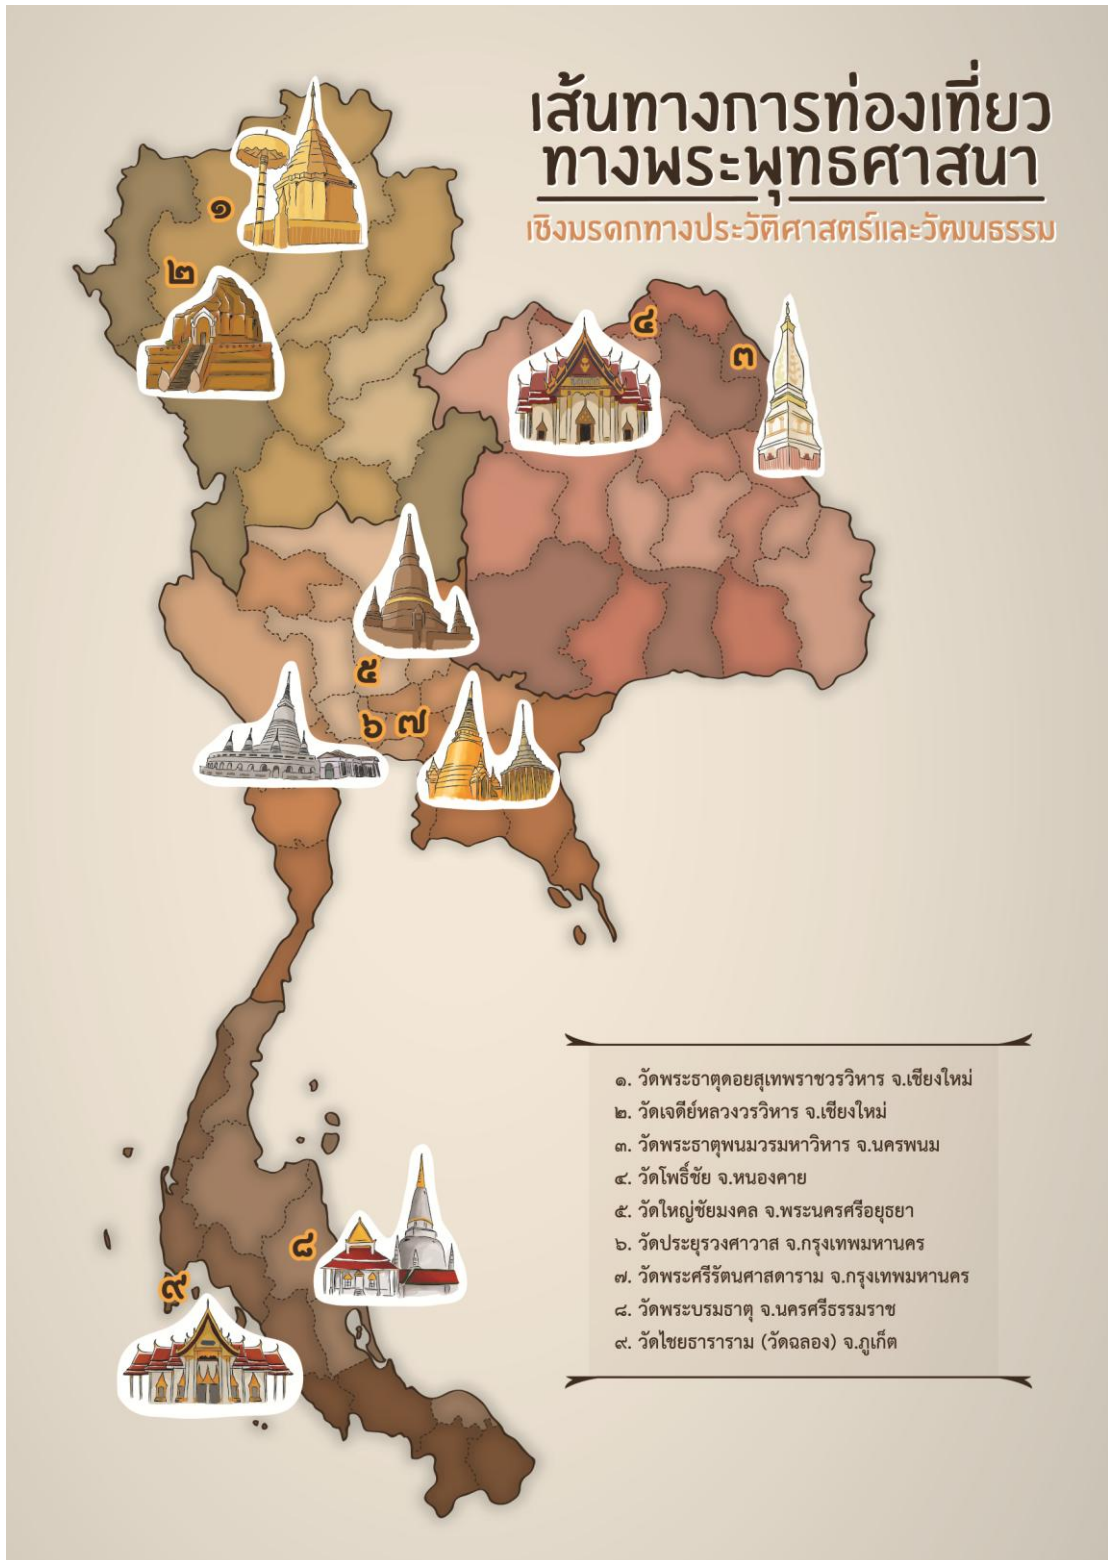 เส้นทางการท่องเที่ยว
ทางพระพุทธศาสนา
เชิงมรดกทางประวัติศาสตร์และวัฒนธรรม
๑
๒
๔
๓
๕
๖ ๗
๘
๙
๑. วัดพระธาตุดอยสุเทพราชวรวิหาร จ.เชียงใหม่
๒. วัดเจดีย์หลวงวรวิหาร จ.เชียงใหม่
๓. วัดพระธาตุพนมวรมหาวิหาร จ.นครพนม
๔. วัดโพธิ์ชัย จ.หนองคาย
๕. วัดใหญ่ชัยมงคล จ.พระนครศรีอยุธยา
๖. วัดประยุรวงศาวาส จ.กรุงเทพมหานคร
๗. วัดพระศรีรัตนศาสดาราม จ.กรุงเทพมหานคร
๘. วัดพระบรมธาตุ จ.นครศรีธรรมราช
๙. วัดไชยธาราราม (วัดฉลอง) จ.ภูเก็ต